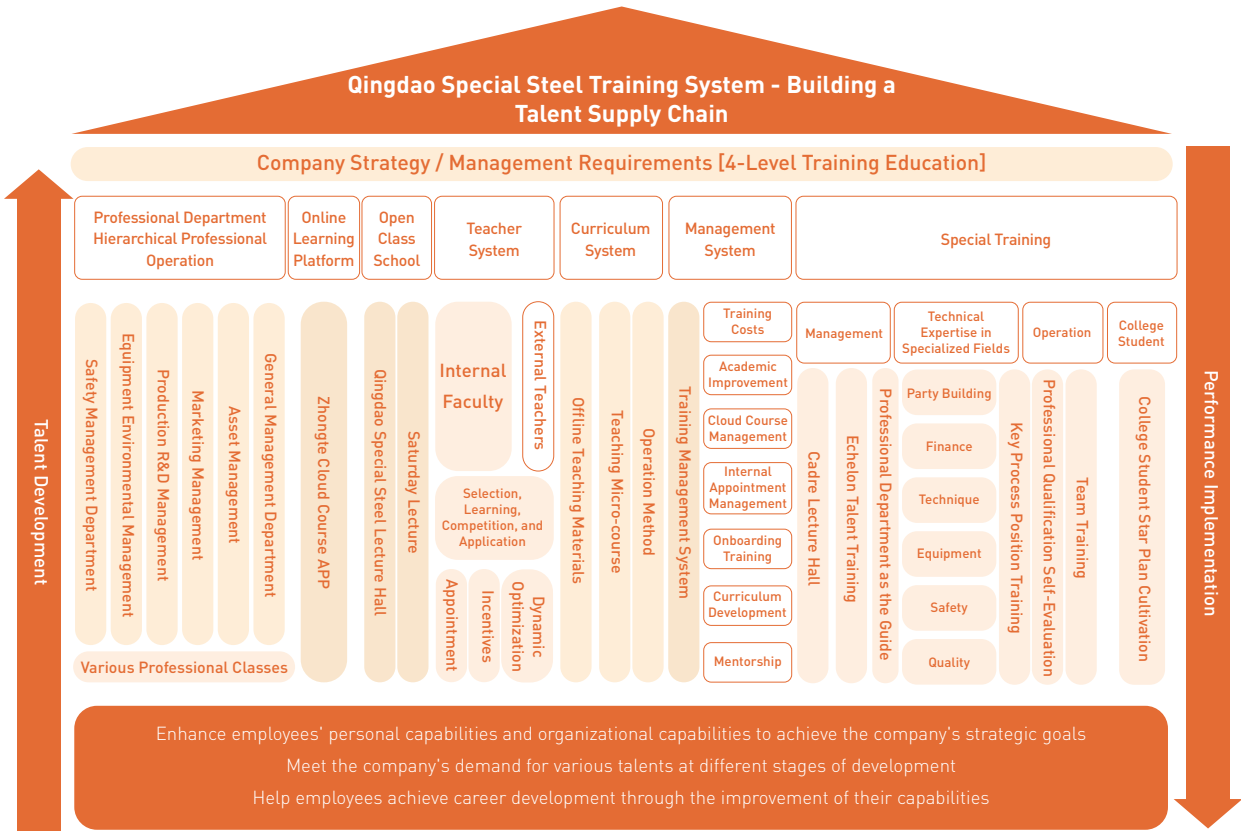 Qingdao Special Steel Training System - Building a
Talent Supply Chain
Company Strategy / Management Requirements [4-Level Training Education]
Talent Development
Performance Implementation
Professional Department
Hierarchical Professional
Operation
Online
Learning
Platform
Open
Class
School
Teacher
System
Curriculum
System
Management
System
Special Training
Safety Management Department
Equipment Environmental Management
Production R&D Management
Marketing Management
Asset Management
General Management Department
Various Professional Classes
Zhongte Cloud Course APP
Qingdao Special Steel Lecture Hall
Saturday Lecture
Internal
Faculty
External Teachers
Selection,
Learning,
Competition, and
Application
Appointment
Incentives
Dynamic
Optimization
Offline Teaching Materials
Teaching Micro-course
Operation Method
Training Management System
Training
Costs
Academic
Improvement
Cloud Course
Management
Internal
Appointment
Management
Onboarding
Training
Curriculum
Development
Mentorship
Management
Cadre Lecture Hall
Echelon Talent Training
Professional Department as the Guide
Technical
Expertise in
Specialized Fields
Party Building
Finance
Technique
Equipment
Safety
Quality
Key Process Position Training
Operation
Professional Qualification Self-Evaluation
Team Training
College
Student
College Student Star Plan Cultivation
Enhance employees' personal capabilities and organizational capabilities to achieve the company's strategic goals
Meet the company's demand for various talents at different stages of development
Help employees achieve career development through the improvement of their capabilities